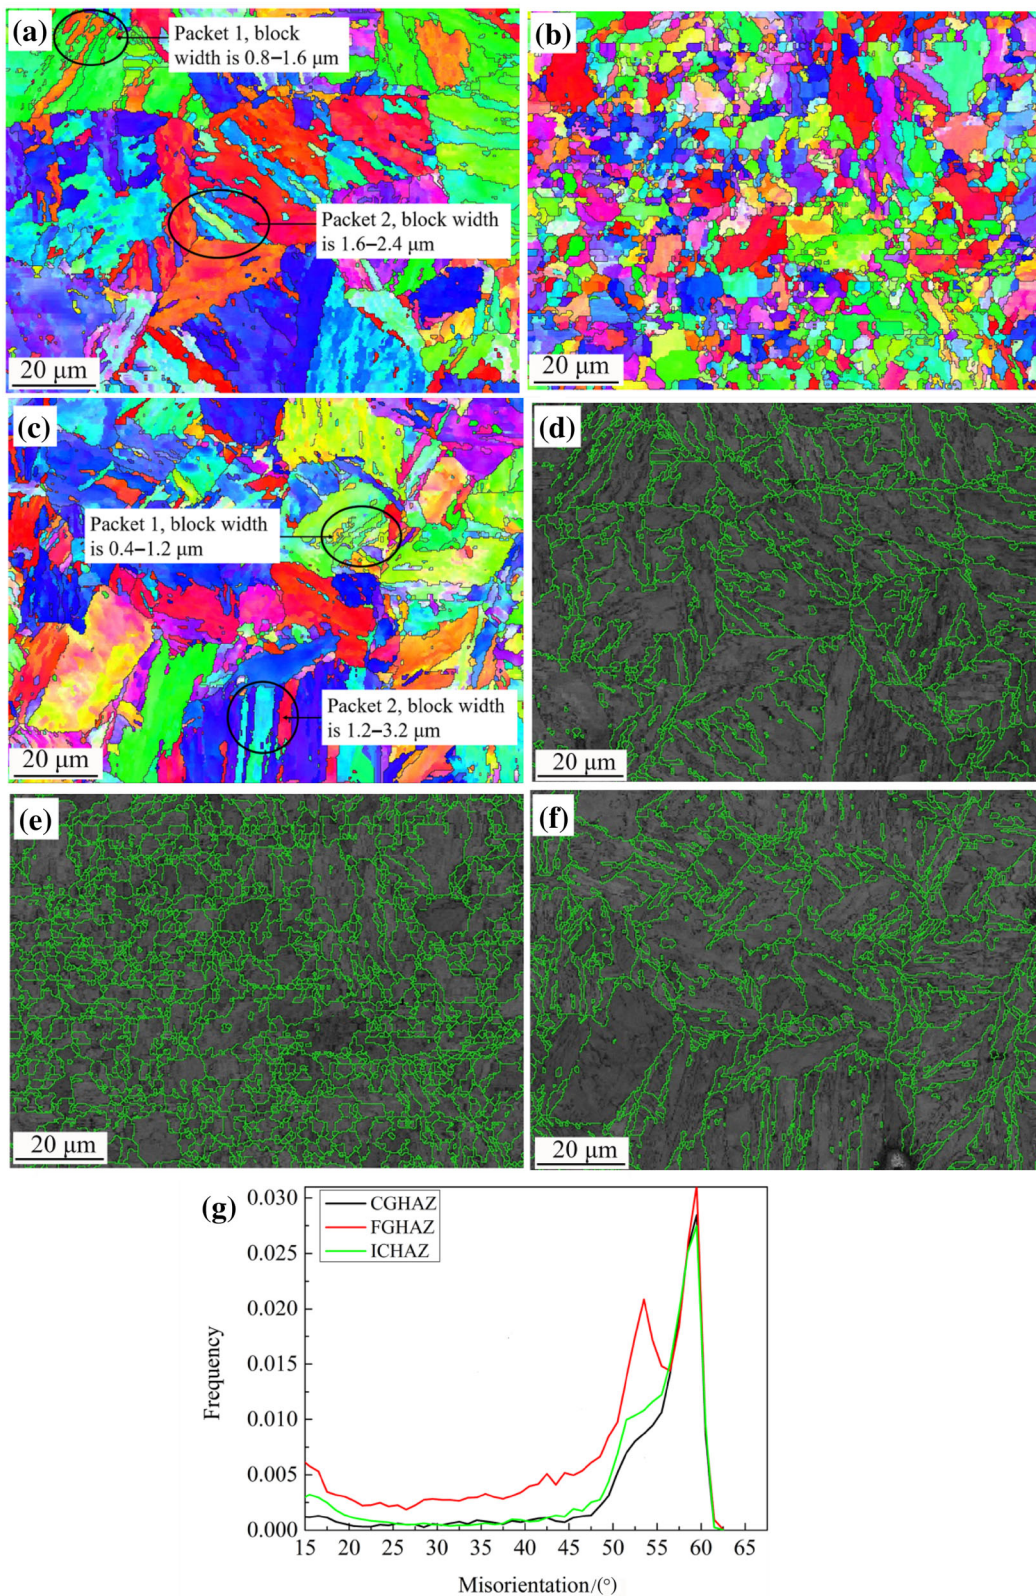 (a)
Packet 1, block
width is 0.8–1.6 μm
Packet 2, block width
is 1.6–2.4 μm
20 μm
(b)
20 μm
(c)
Packet 1, block width
is 0.4–1.2 μm
Packet 2, block width
is 1.2–3.2 μm
20 μm
(d)
20 μm
(e)
20 μm
(f)
20 μm
(g)
CGHAZ
FGHAZ
ICHAZ
0.030
0.025
0.020
0.015
0.010
0.005
0.000
Frequency
15 20 25 30 35 40 45 50 55 60 65
Misorientation/(°)